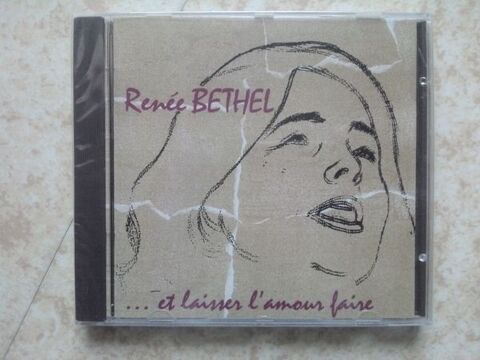 Renée BETHEL
... et laisser l'amour faire